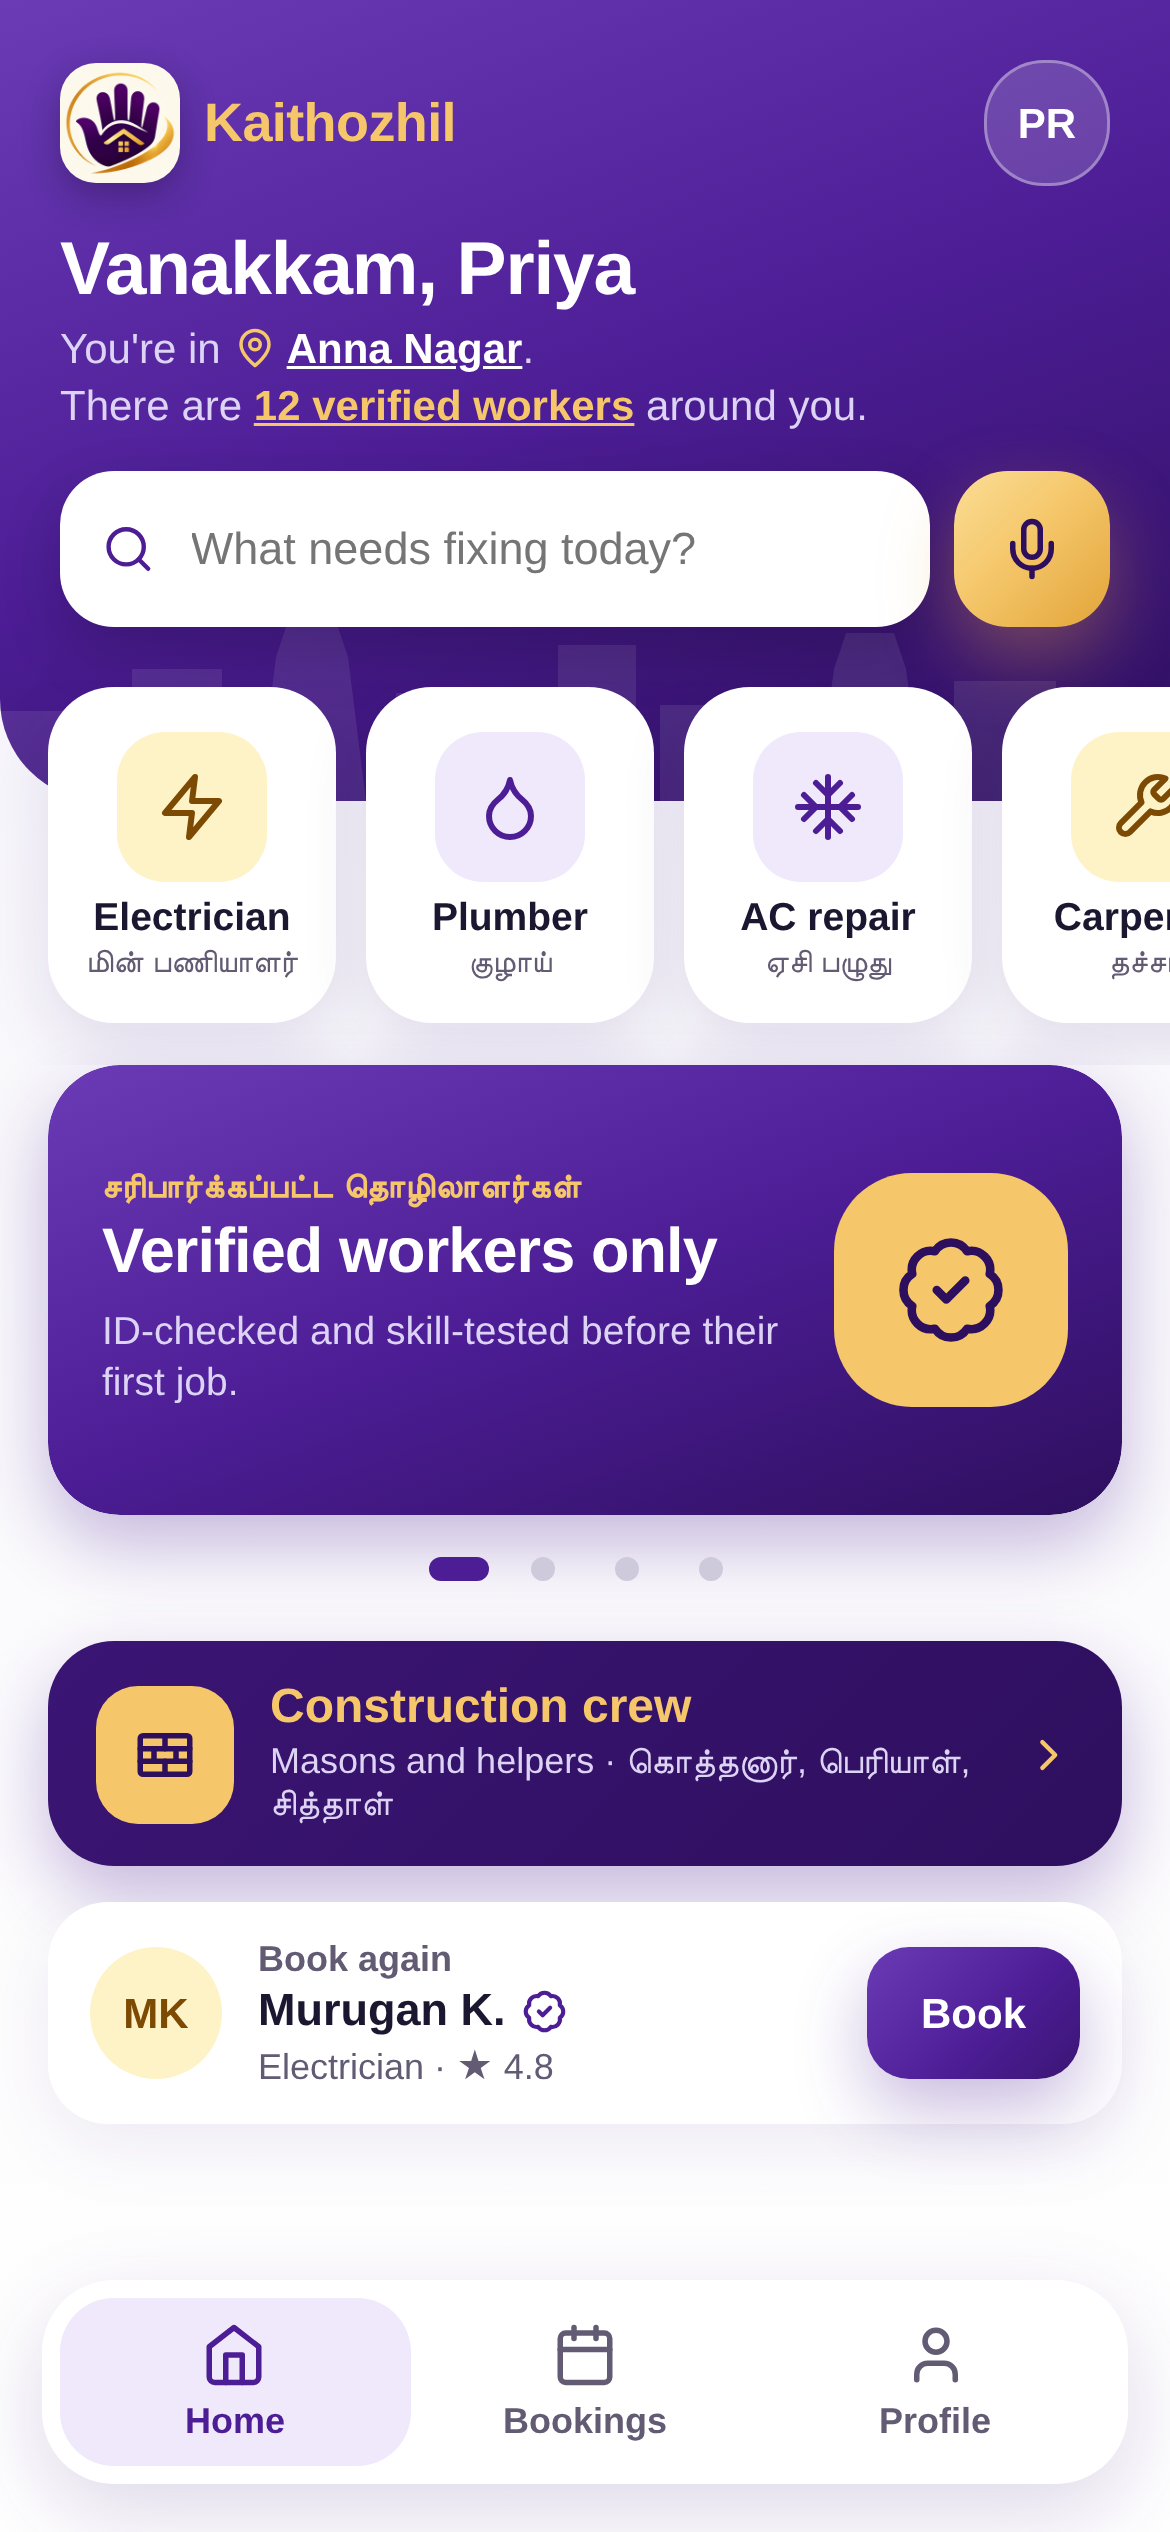 Kaithozhil
PR
Vanakkam, Priya
You're in Anna Nagar.
There are 12 verified workers around you.
What needs fixing today?
Electrician
மின் பணியாளர்
Plumber
குழாய்
AC repair
ஏசி பழுது
சரிபார்க்கப்பட்ட தொழிலாளர்கள்
Verified workers only
ID-checked and skill-tested before their
first job.
Construction crew
Masons and helpers · கொத்தனார், பெரியாள்,
சித்தாள்
MK
Book again
Murugan K.
Electrician · ★ 4.8
Book
Home
Bookings
Profile